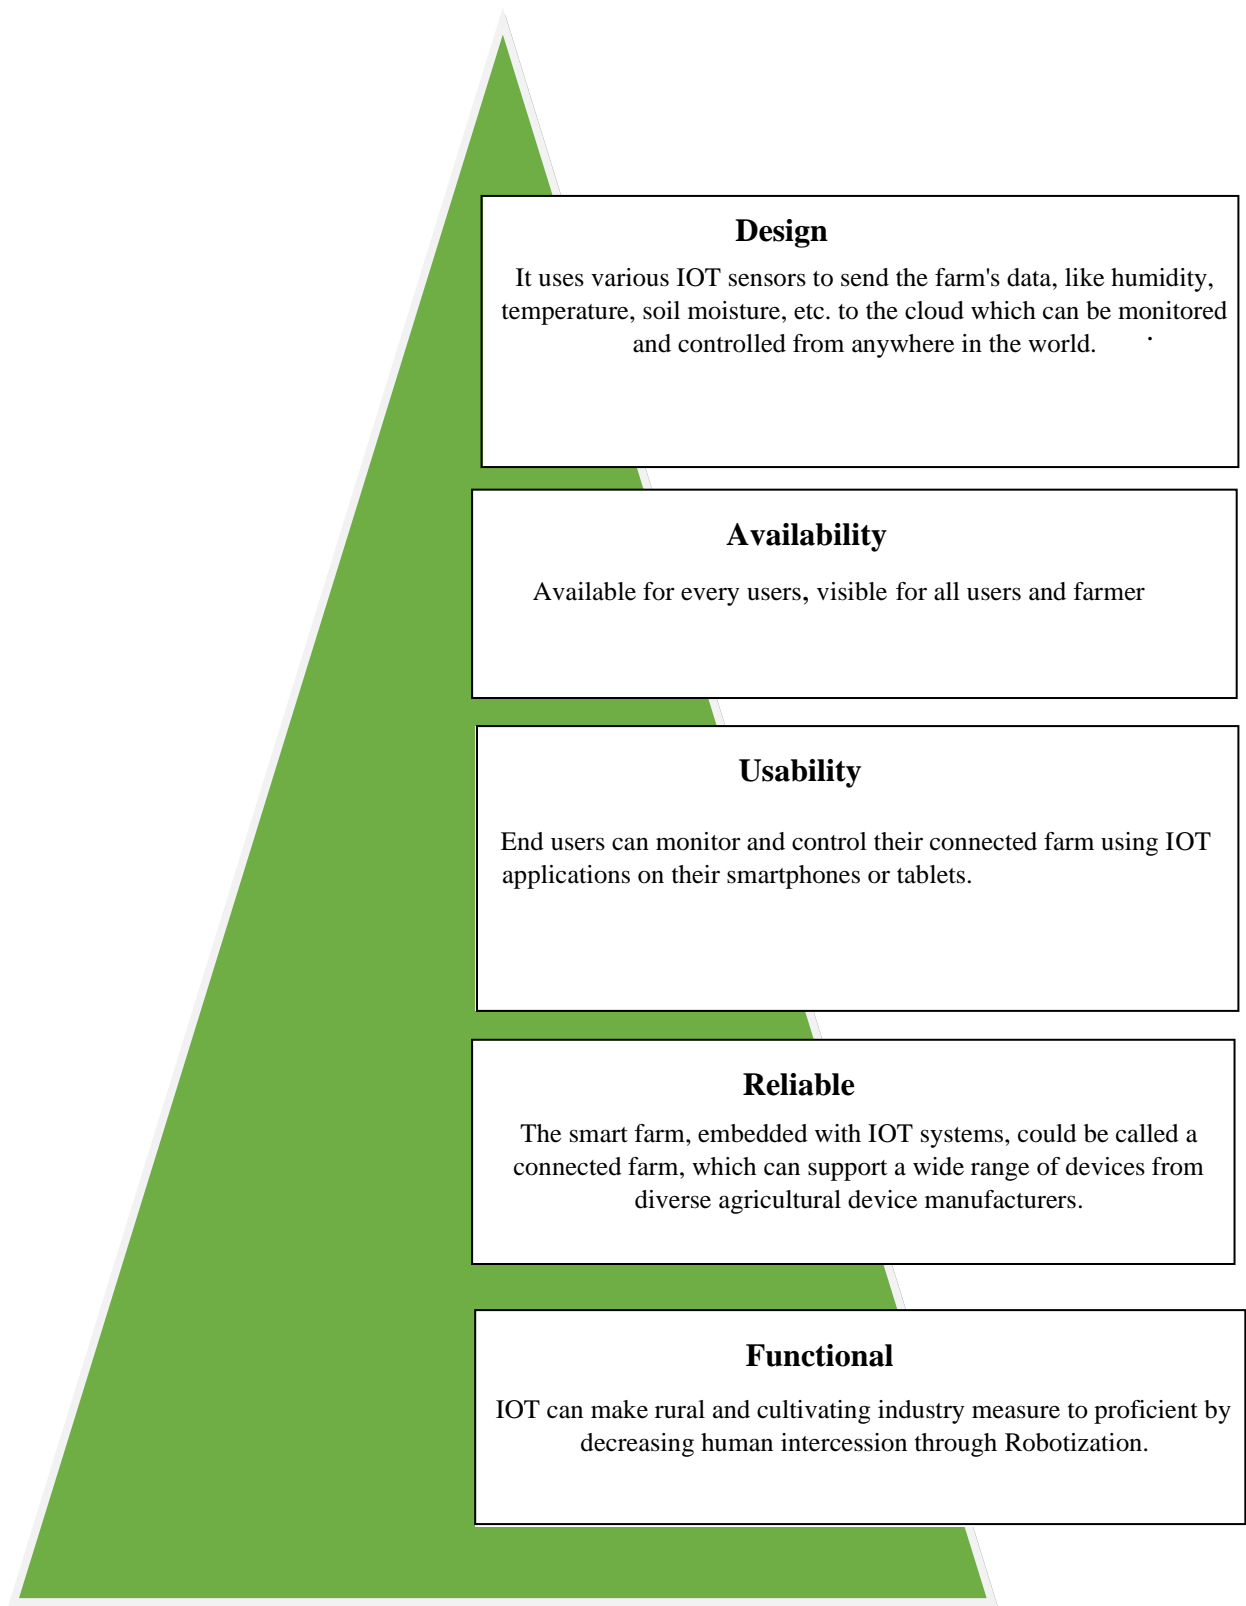 Design
It uses various IOT sensors to send the farm's data, like humidity,
temperature, soil moisture, etc. to the cloud which can be monitored
and controlled from anywhere in the world. .
Availability
Available for every users, visible for all users and farmer
Usability
End users can monitor and control their connected farm using IOT
applications on their smartphones or tablets.
Reliable
The smart farm, embedded with IOT systems, could be called a
connected farm, which can support a wide range of devices from
diverse agricultural device manufacturers.
Functional
IOT can make rural and cultivating industry measure to proficient by
decreasing human intercession through Robotization.